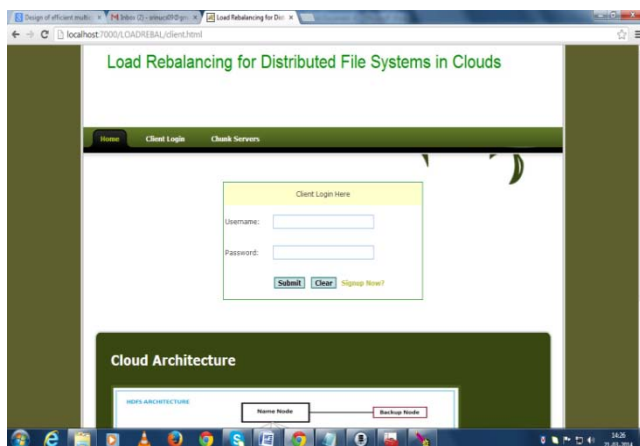 Design of efficient multic
Inbox (2)
Load Rebalancing for Dist
localhost:7000/LOADREBAL/client.html
Load Rebalancing for Distributed File Systems in Clouds
Home Client Login Chunk Servers
Client Login Here
Username:
Password:
Submit Clear Signup Now?
Cloud Architecture
HDFS ARCHITECTURE
Name Node Backup Node
14:26